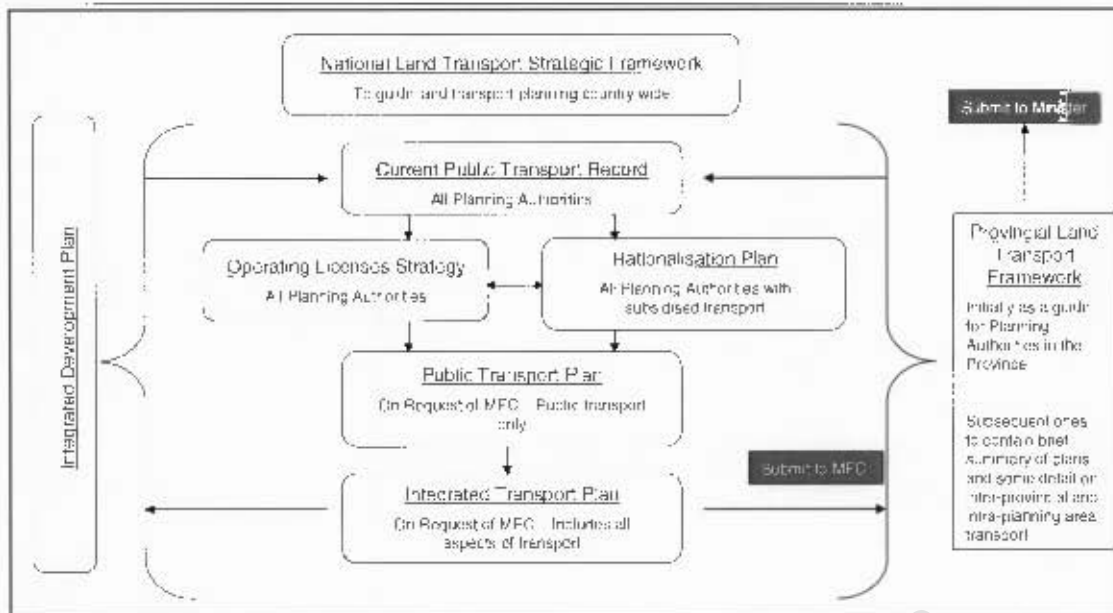 National Land Transport Strategic Framework
To guide land transport planning country wide
Submit to Minister
Current Public Transport Record
All Planning Authorities
Operating Licenses Strategy
All Planning Authorities
Rationalisation Plan
All Planning Authorities with
subsidised transport
Public Transport Plan
On Request of MEC – Public transport
only
Submit to MEC
Integrated Transport Plan
On Request of MEC – Includes all
aspects of transport
Integrated Development Plan
Provincial Land
Transport
Framework
Initially as a guide
for Planning
Authorities in the
Province
Subsequent ones
to contain brief
summary of plans
and some detail on
inter-provincial and
intra-planning area
transport